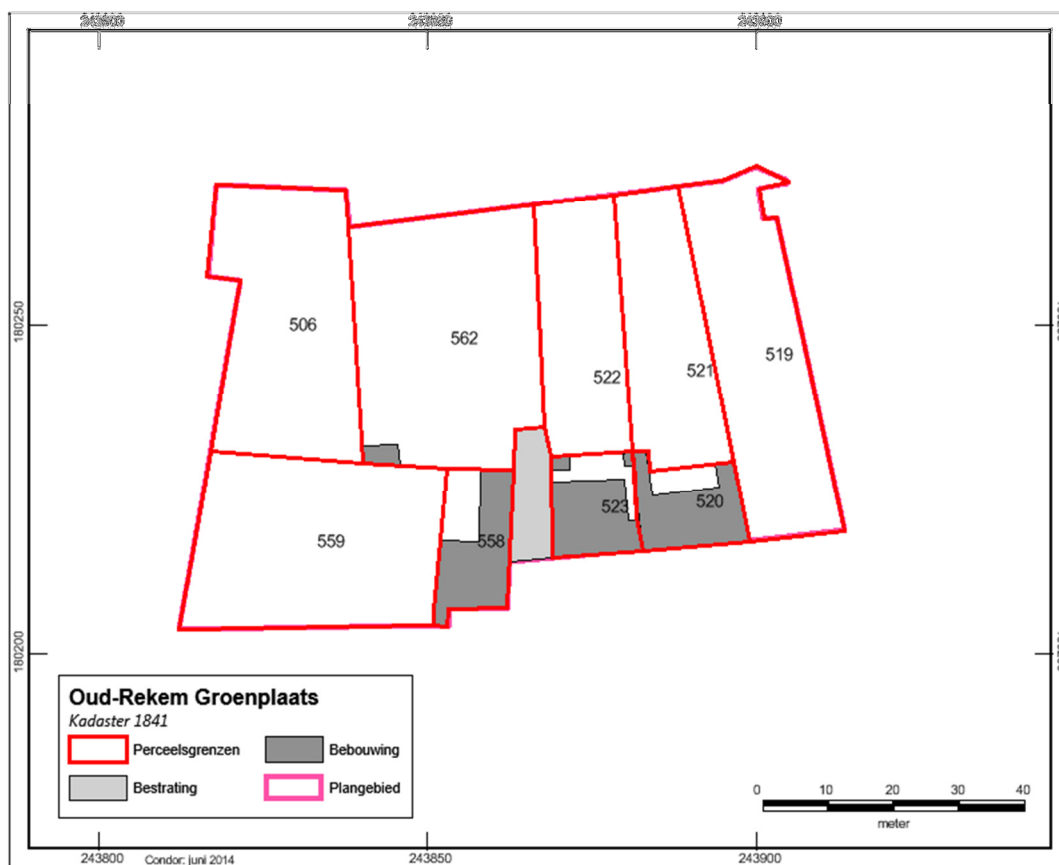 180250
506
562
522
521
519
523
520
559
558
180200
Oud-Rekem Groenplaats
Kadaster 1841
Perceelsgrenzen
Bebouwing
Bestrating
Plangebied
0 10 20 30 40
meter
243800
Condor: juni 2014
243850
243900